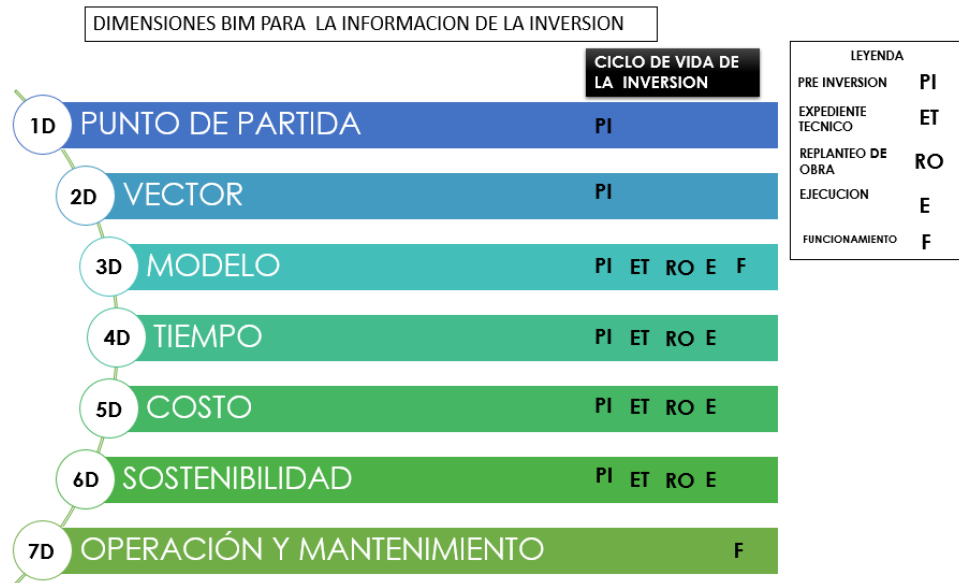 DIMENSIONES BIM PARA LA INFORMACION DE LA INVERSION
CICLO DE VIDA DE
LA INVERSION
1D PUNTO DE PARTIDA PI
2D VECTOR PI
3D MODELO PI ET RO E F
4D TIEMPO PI ET RO E
5D COSTO PI ET RO E
6D SOSTENIBILIDAD PI ET RO E
7D OPERACIÓN Y MANTENIMIENTO F
LEYENDA
PRE INVERSION PI
EXPEDIENTE
TECNICO ET
REPLANTEO DE
OBRA RO
EJECUCION E
FUNCIONAMIENTO F